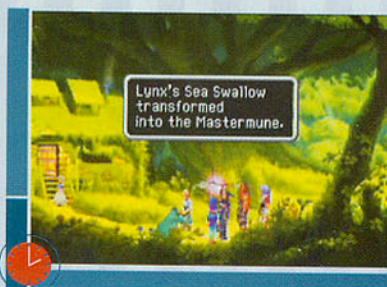 Lynx's Sea Swallow
transformed
into the Mastermune.